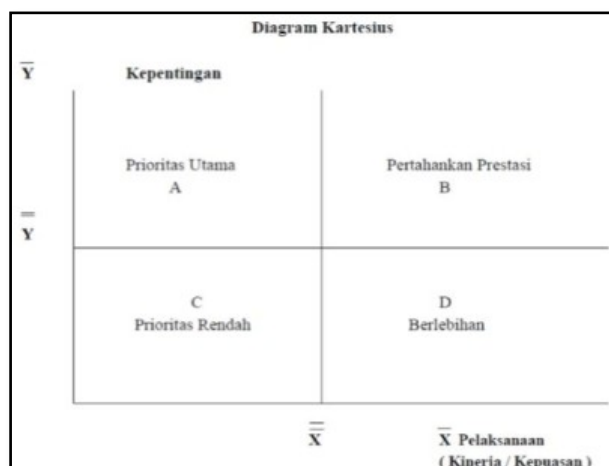 Diagram Kartesius
Y̅ Kepentingan
Prioritas Utama
A
Pertahankan Prestasi
B
Y̿
C
Prioritas Rendah
D
Berlebihan
X̿
X̅ Pelaksanaan
( Kinerja / Kepuasan )